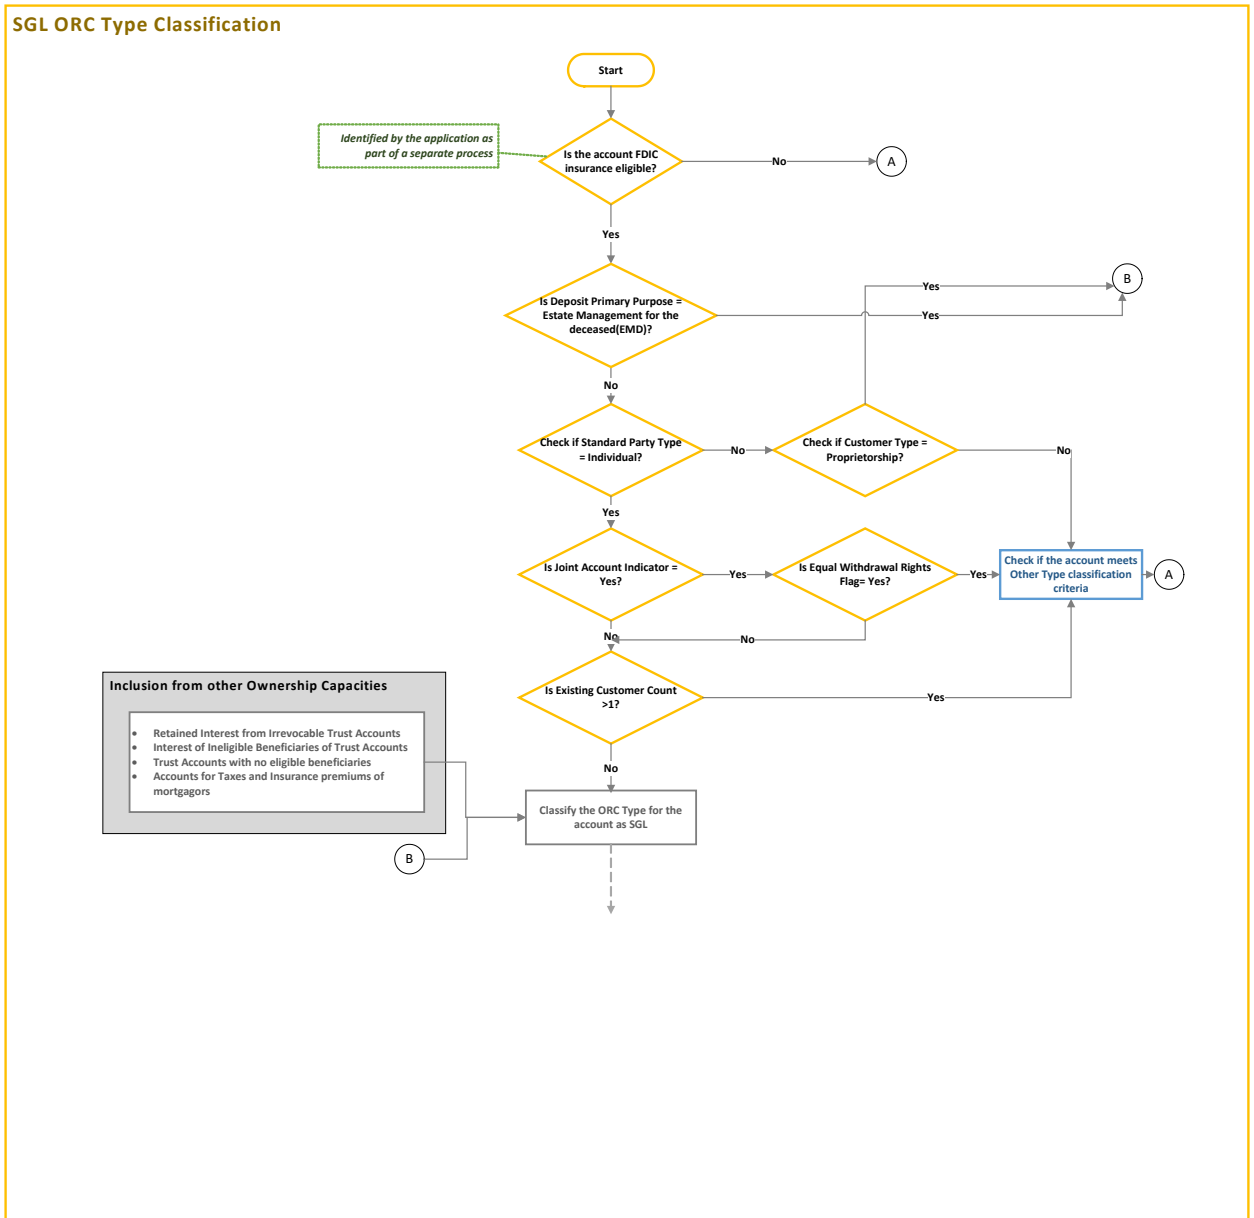 SGL ORC Type Classification
Start
Identified by the application as
part of a separate process
Is the account FDIC
insurance eligible?
No
A
Yes
B
Is Deposit Primary Purpose =
Estate Management for the
deceased(EMD)?
Yes
Yes
No
Check if Standard Party Type
= Individual?
No
Check if Customer Type =
Proprietorship?
No
Yes
Is Joint Account Indicator =
Yes?
Yes
Is Equal Withdrawal Rights
Flag= Yes?
Yes
Check if the account meets
Other Type classification
criteria
A
No
No
Is Existing Customer Count
>1?
Yes
No
Inclusion from other Ownership Capacities
• Retained Interest from Irrevocable Trust Accounts
• Interest of Ineligible Beneficiaries of Trust Accounts
• Trust Accounts with no eligible beneficiaries
• Accounts for Taxes and Insurance premiums of
mortgagors
Classify the ORC Type for the
account as SGL
B